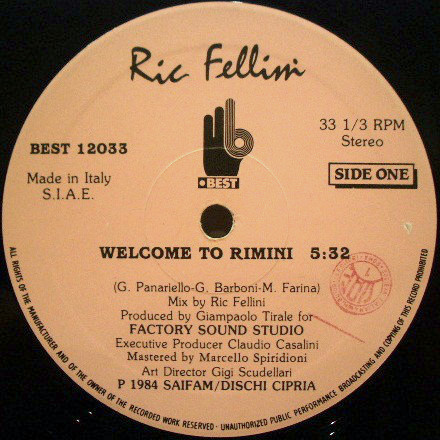 Ric Fellini
BEST 12033
33 1/3 RPM
Stereo
•BEST
Made in Italy
S.I.A.E.
SIDE ONE
WELCOME TO RIMINI 5:32
(G. Panariello-G. Barboni-M. Farina)
Mix by Ric Fellini
Produced by Giampaolo Tirale for
FACTORY SOUND STUDIO
Executive Producer Claudio Casalini
Mastered by Marcello Spiridioni
Art Director Gigi Scudellari
P 1984 SAIFAM/DISCHI CIPRIA
ALL RIGHTS OF THE MANUFACTURER AND OF THE OWNER OF THE RECORDED WORK RESERVED - UNAUTHORIZED PUBLIC PERFORMANCE BROADCASTING AND COPYING OF THIS RECORD PROHIBITED